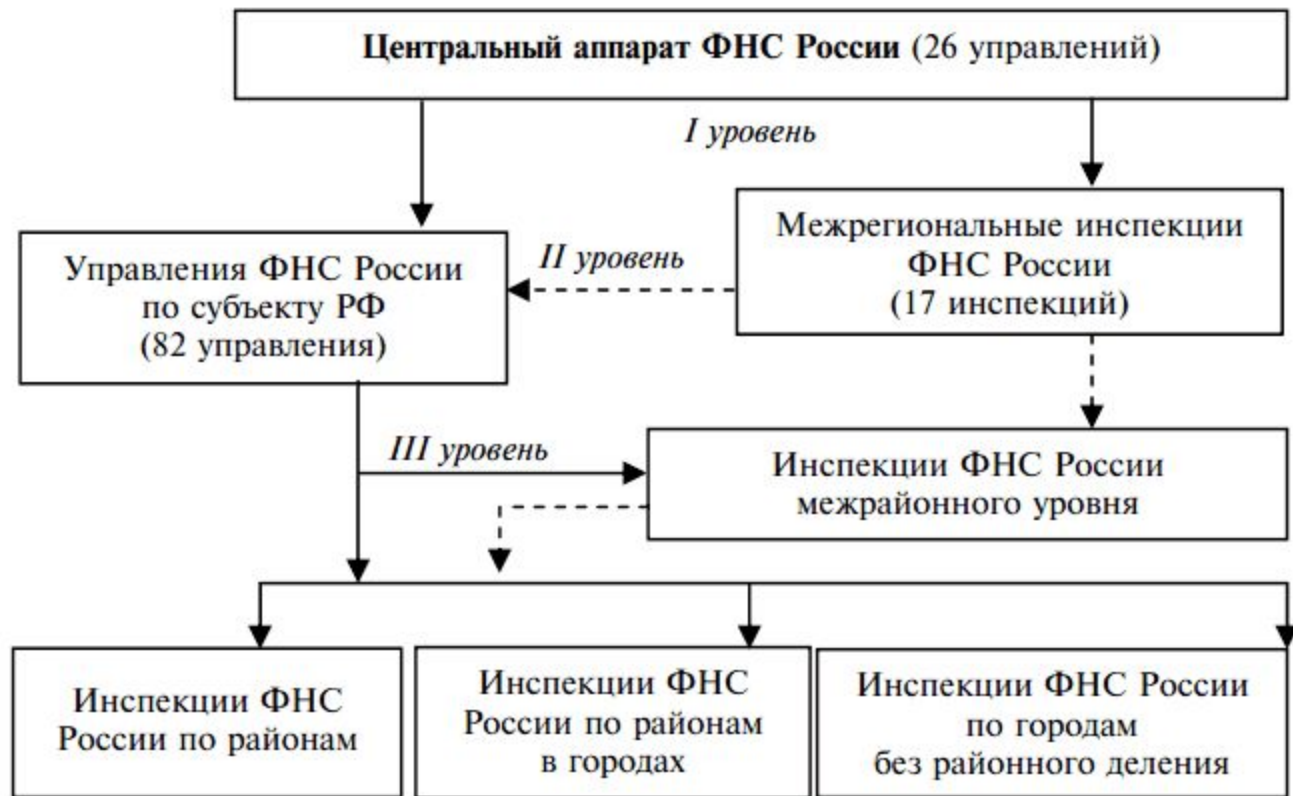 Центральный аппарат ФНС России (26 управлений)
I уровень
Управления ФНС России
по субъекту РФ
(82 управления)
II уровень
Межрегиональные инспекции
ФНС России
(17 инспекций)
III уровень
Инспекции ФНС России
межрайонного уровня
Инспекции ФНС
России по районам
Инспекции ФНС
России по районам
в городах
Инспекции ФНС России
по городам
без районного деления